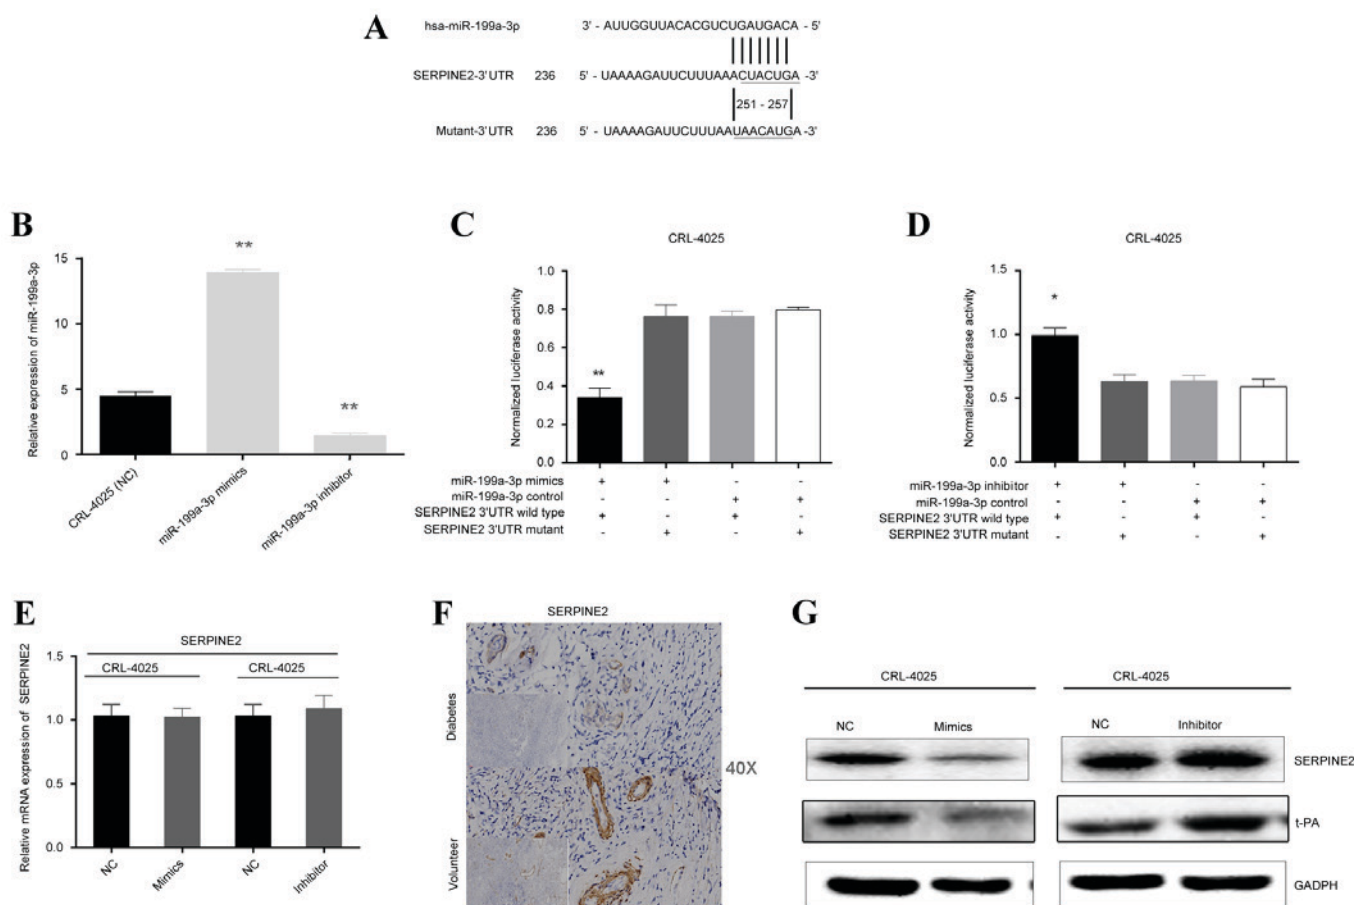 A
hsa-miR-199a-3p 3' - AUUGGUUACACGUCUGAUGACA - 5'
SERPINE2-3'UTR 236 5' - UAAAAGAUUCUUUAAACUACUGA -3'
251 - 257
Mutant-3'UTR 236 5' - UAAAAGAUUCUUUAAUAACAUGA -3'
B
Relative expression of miR-199a-3p
15
10
5
0
**
**
CRL-4025 (NC)
miR-199a-3p mimics
miR-199a-3p inhibitor
C
CRL-4025
Normalized luciferase activity
1.0
0.8
0.6
0.4
0.2
0.0
**
miR-199a-3p mimics + + - -
miR-199a-3p control - - + +
SERPINE2 3'UTR wild type + - + -
SERPINE2 3'UTR mutant - + - +
D
CRL-4025
Normalized luciferase activity
1.5
1.0
0.5
0.0
*
miR-199a-3p inhibitor + + - -
miR-199a-3p control - - + +
SERPINE2 3'UTR wild type + - + -
SERPINE2 3'UTR mutant - + - +
E
SERPINE2
CRL-4025 CRL-4025
Relative mRNA expression of SERPINE2
1.5
1.0
0.5
0.0
NC
Mimics
NC
Inhibitor
F
SERPINE2
Diabetes
Volunteer
40X
G
CRL-4025 CRL-4025
NC Mimics NC Inhibitor
SERPINE2
t-PA
GADPH